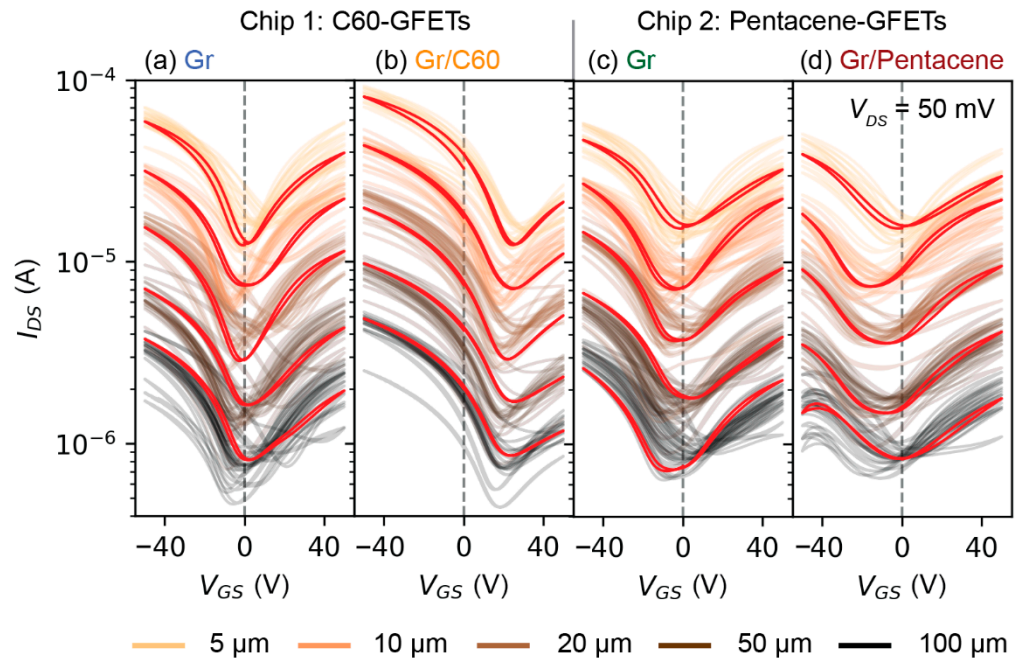 Chip 1: C60-GFETs Chip 2: Pentacene-GFETs
(a) Gr (b) Gr/C60 (c) Gr (d) Gr/Pentacene
V_DS = 50 mV
10⁻⁴
10⁻⁵
10⁻⁶
I_DS (A)
−40 0 40 −40 0 40 −40 0 40 −40 0 40
V_GS (V) V_GS (V) V_GS (V) V_GS (V)
5 μm 10 μm 20 μm 50 μm 100 μm